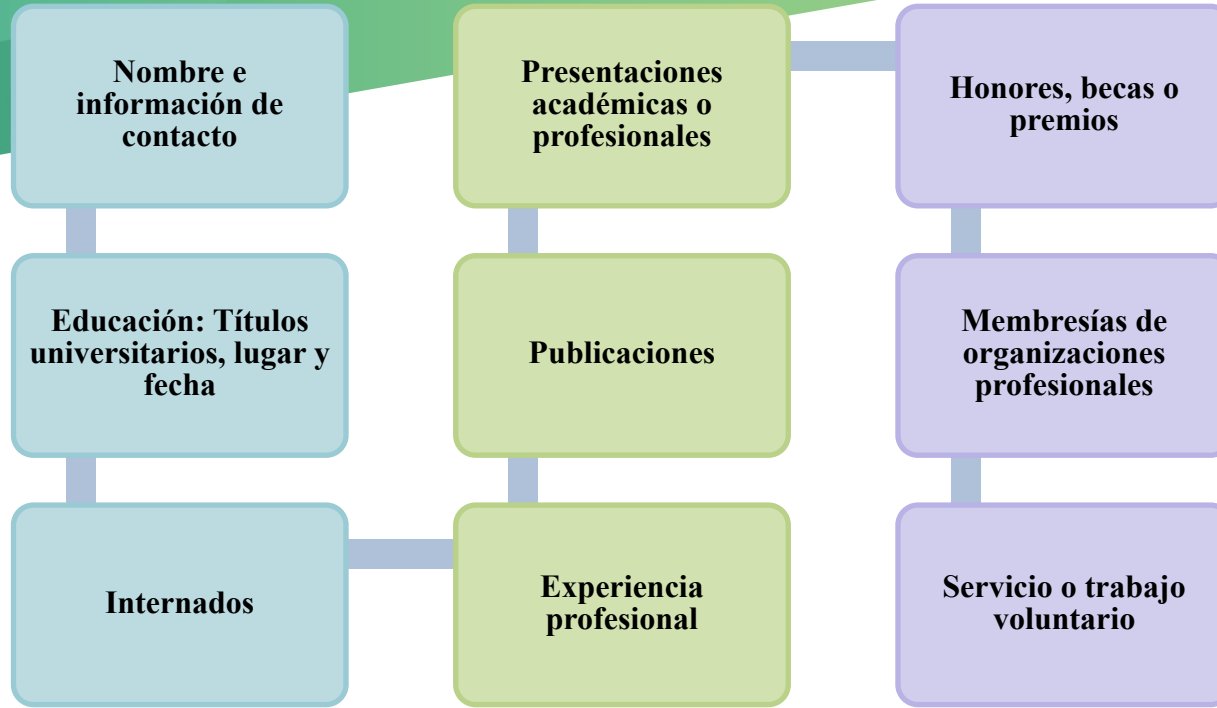 Nombre e
información de
contacto
Educación: Títulos
universitarios, lugar y
fecha
Internados
Experiencia
profesional
Publicaciones
Presentaciones
académicas o
profesionales
Honores, becas o
premios
Membresías de
organizaciones
profesionales
Servicio o trabajo
voluntario